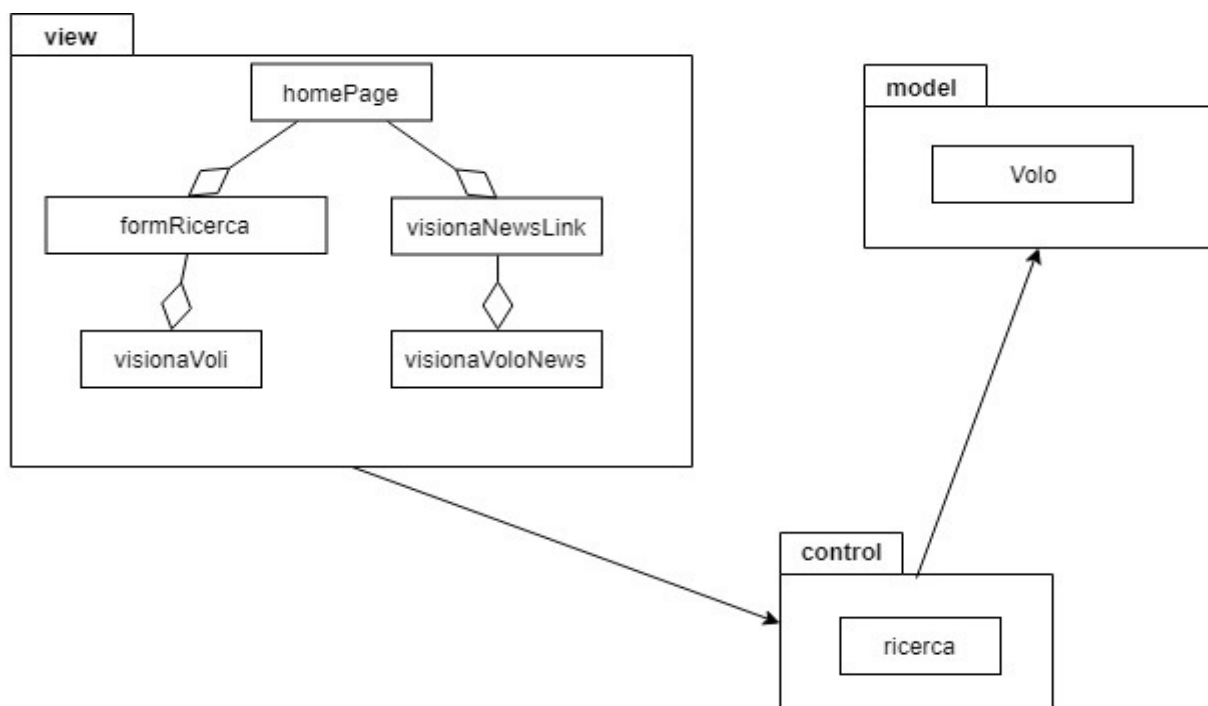 view
homePage
formRicerca
visionaNewsLink
visionaVoli
visionaVoloNews
model
Volo
control
ricerca